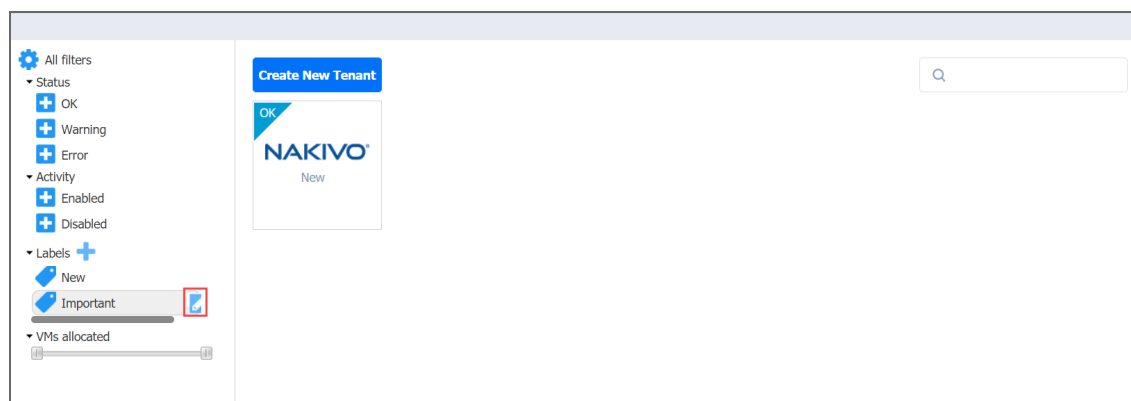 All filters
Status
OK
Warning
Error
Activity
Enabled
Disabled
Labels
New
Important
VMs allocated
Create New Tenant
OK
NAKIVO®
New